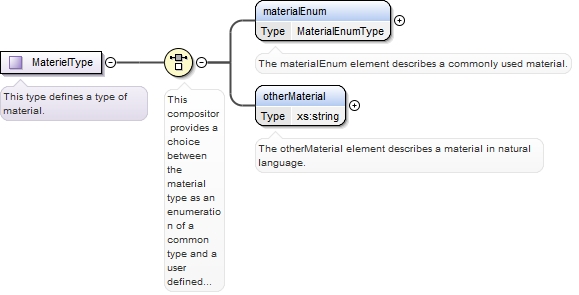 materialEnum
Type MaterialEnumType
The materialEnum element describes a commonly used material.
MaterielType
This type defines a type of
material.
otherMaterial
Type xs:string
The otherMaterial element describes a material in natural
language.
This
compositor
provides a
choice
between
the
material
type as an
enumeratio
n of a
common
type and a
user
defined...